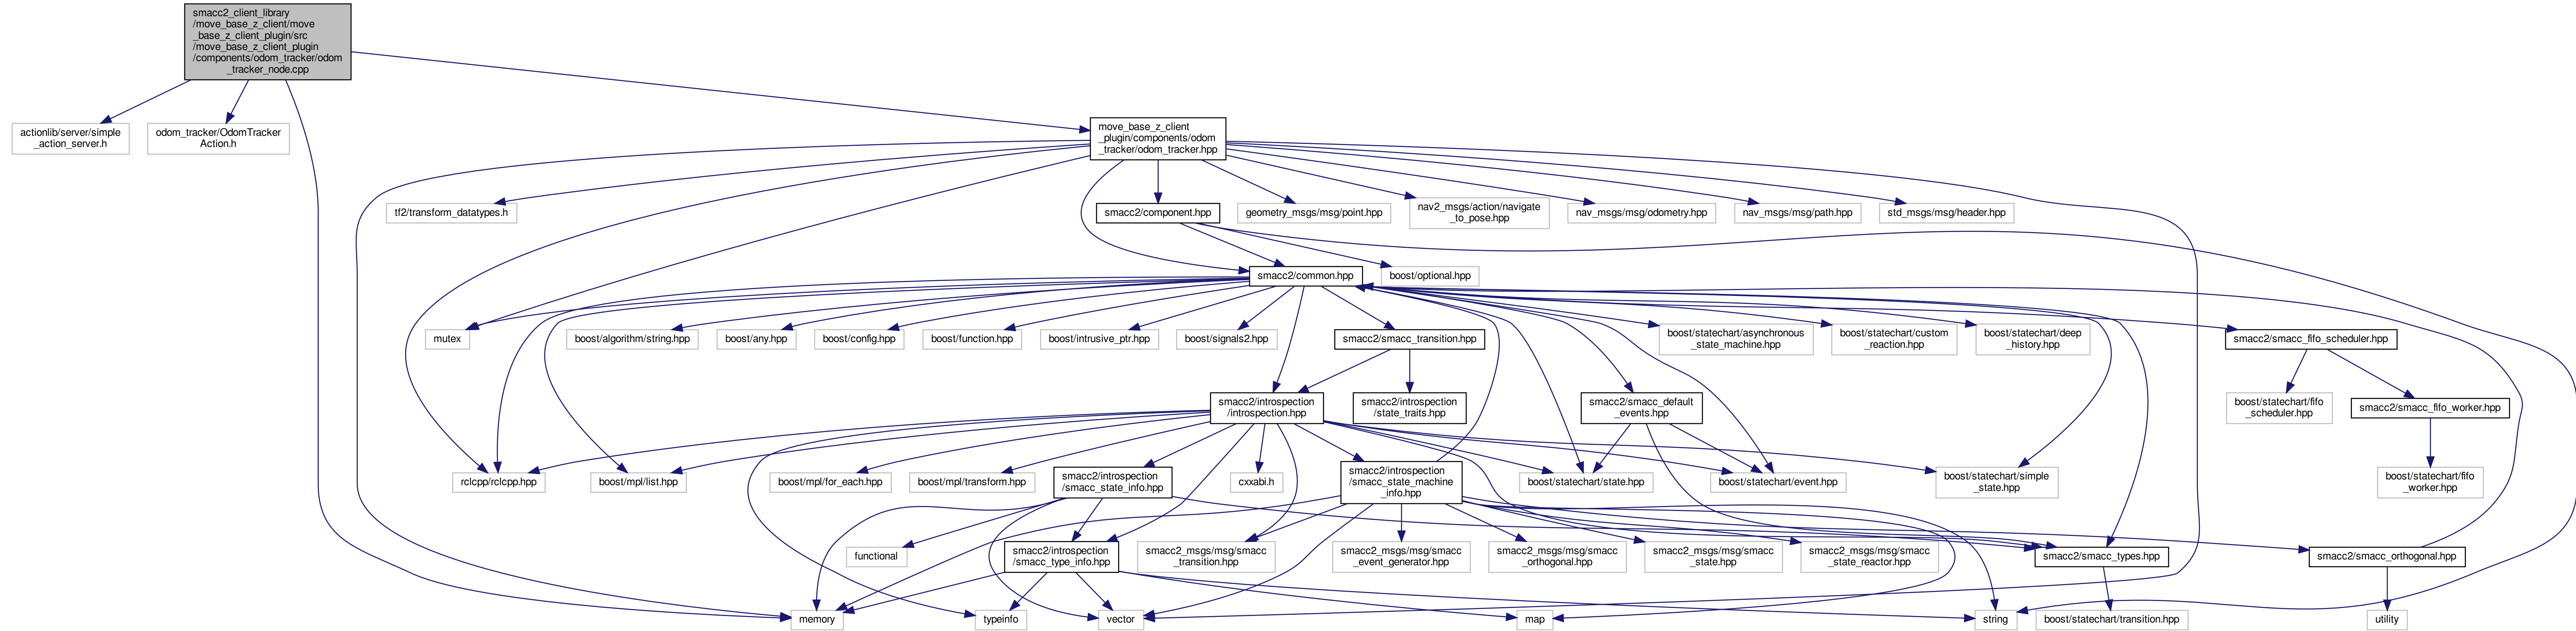 smacc2_client_library
/move_base_z_client/move
_base_z_client_plugin/src
/move_base_z_client_plugin
/components/odom_tracker/odom
_tracker_node.cpp
actionlib/server/simple
_action_server.h
odom_tracker/OdomTracker
Action.h
move_base_z_client
_plugin/components/odom
_tracker/odom_tracker.hpp
tf2/transform_datatypes.h
smacc2/component.hpp
geometry_msgs/msg/point.hpp
nav2_msgs/action/navigate
_to_pose.hpp
nav_msgs/msg/odometry.hpp
nav_msgs/msg/path.hpp
std_msgs/msg/header.hpp
smacc2/common.hpp
boost/optional.hpp
mutex
boost/algorithm/string.hpp
boost/any.hpp
boost/config.hpp
boost/function.hpp
boost/intrusive_ptr.hpp
boost/signals2.hpp
smacc2/smacc_transition.hpp
boost/statechart/asynchronous
_state_machine.hpp
boost/statechart/custom
_reaction.hpp
boost/statechart/deep
_history.hpp
smacc2/smacc_fifo_scheduler.hpp
smacc2/introspection
/introspection.hpp
smacc2/introspection
/state_traits.hpp
smacc2/smacc_default
_events.hpp
boost/statechart/fifo
_scheduler.hpp
smacc2/smacc_fifo_worker.hpp
rclcpp/rclcpp.hpp
boost/mpl/list.hpp
boost/mpl/for_each.hpp
boost/mpl/transform.hpp
smacc2/introspection
/smacc_state_info.hpp
cxxabi.h
smacc2/introspection
/smacc_state_machine
_info.hpp
boost/statechart/state.hpp
boost/statechart/event.hpp
boost/statechart/simple
_state.hpp
boost/statechart/fifo
_worker.hpp
functional
smacc2/introspection
/smacc_type_info.hpp
smacc2_msgs/msg/smacc
_transition.hpp
smacc2_msgs/msg/smacc
_event_generator.hpp
smacc2_msgs/msg/smacc
_orthogonal.hpp
smacc2_msgs/msg/smacc
_state.hpp
smacc2_msgs/msg/smacc
_state_reactor.hpp
smacc2/smacc_types.hpp
smacc2/smacc_orthogonal.hpp
memory
typeinfo
vector
map
string
boost/statechart/transition.hpp
utility